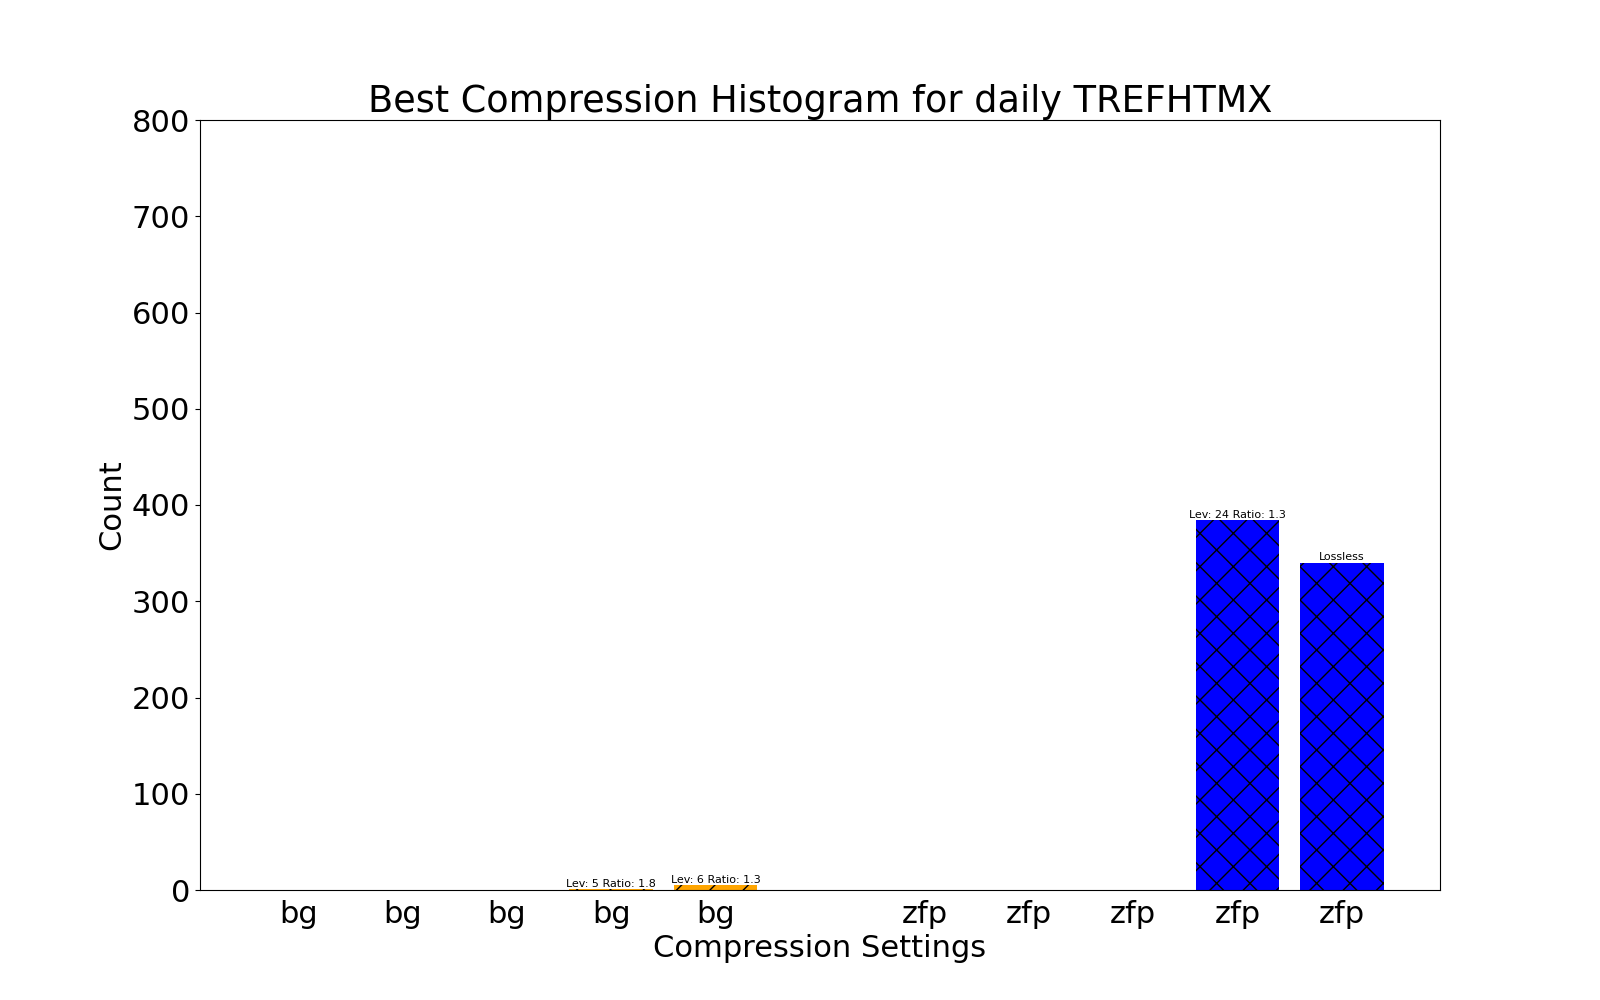 Best Compression Histogram for daily TREFHTMX
800
700
600
500
400
300
200
100
0
Count
Lev: 5 Ratio: 1.8
Lev: 6 Ratio: 1.3
Lev: 24 Ratio: 1.3
Lossless
bg bg bg bg bg zfp zfp zfp zfp zfp
Compression Settings